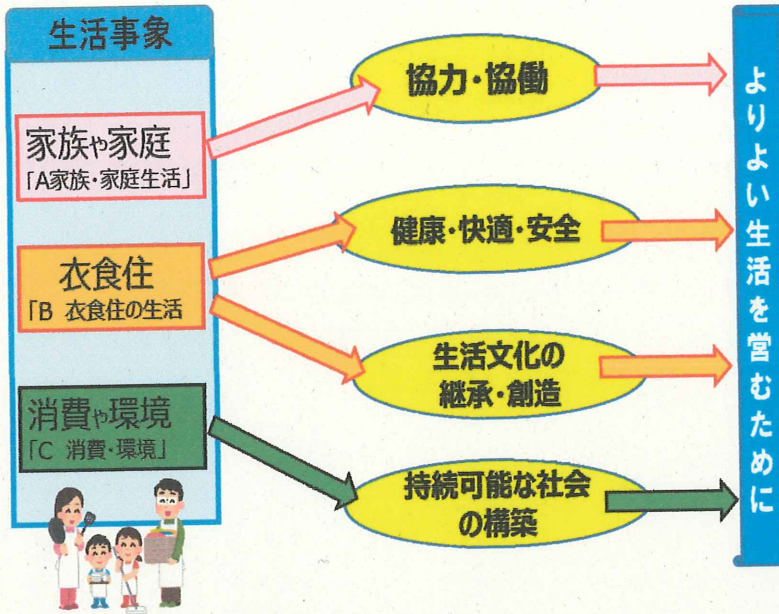 生活事象
家族や家庭
「A家族・家庭生活」
衣食住
「B 衣食住の生活
消費や環境
「C 消費・環境」
協力・協働
健康・快適・安全
生活文化の
継承・創造
持続可能な社会
の構築
よりよい生活を営むために